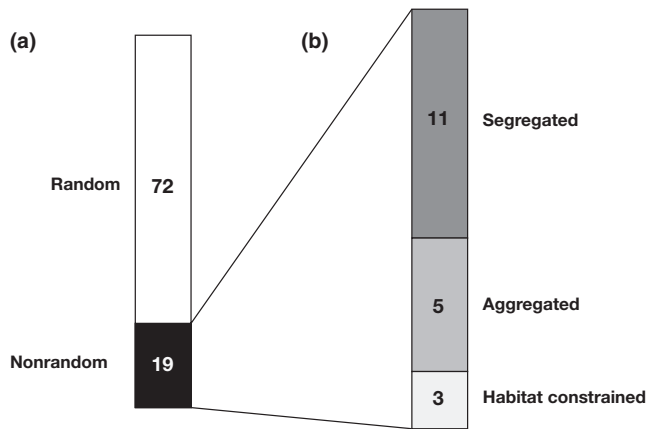 (a)
(b)
11
Segregated
Random
72
5
Aggregated
Nonrandom
19
3
Habitat constrained